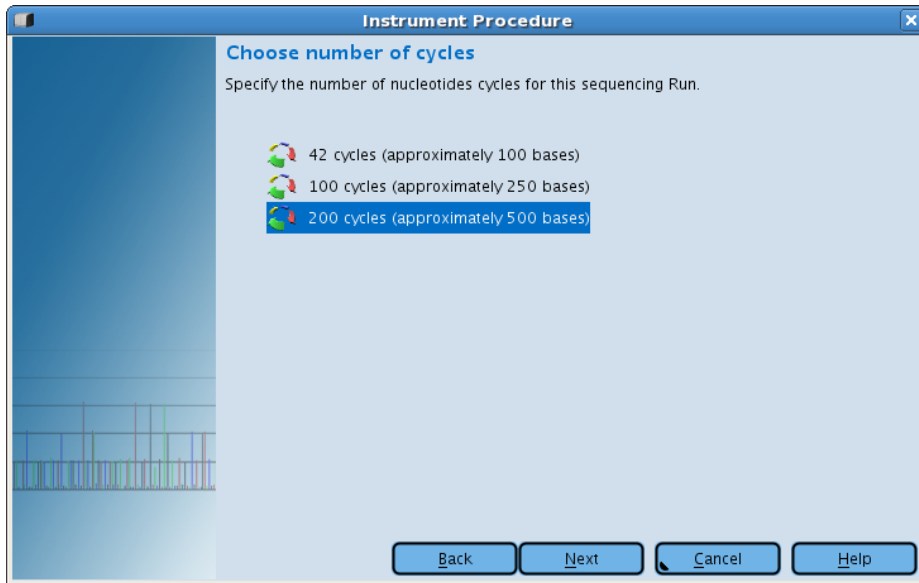 Instrument Procedure
Choose number of cycles
Specify the number of nucleotides cycles for this sequencing Run.
42 cycles (approximately 100 bases)
100 cycles (approximately 250 bases)
200 cycles (approximately 500 bases)
Back Next Cancel Help